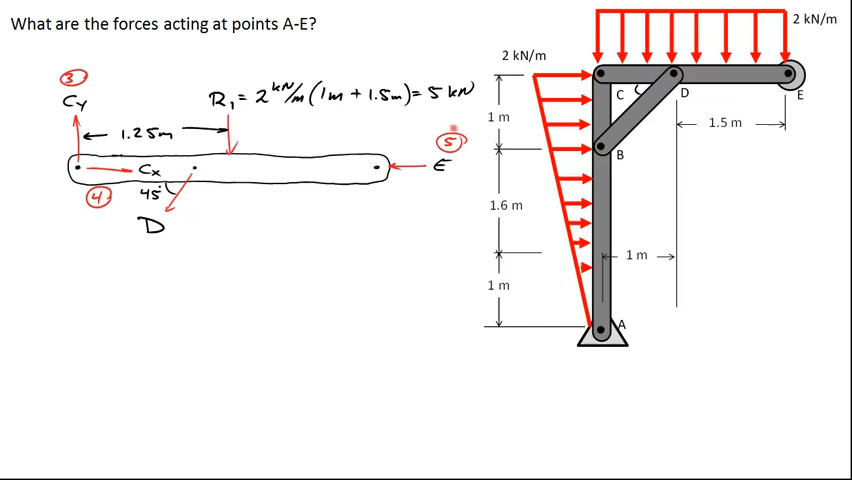 What are the forces acting at points A-E?
2 kN/m
2 kN/m
3
Cy
R₁ = 2 kN/m (1m + 1.5m) = 5 kN
1.25m
5
E
Cx
4
45°
D
C
D
E
1 m
1.5 m
B
1.6 m
1 m
1 m
A